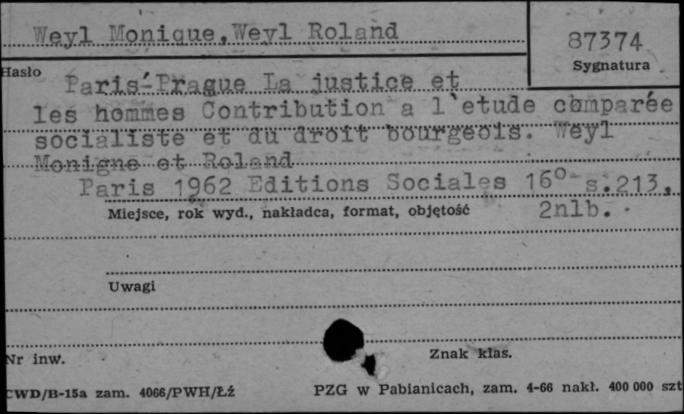 Weyl Monique,Weyl Roland
87374
Sygnatura
Hasło
Paris-Prague La justice et
les hommes Contribution a l`etude comparée
socialiste et du droit bourgeois. Weyl
Monigne et Roland
Paris 1962 Editions Sociales 16° s.213,
Miejsce, rok wyd., nakładca, format, objętość
2nlb.
Uwagi
Nr inw.
Znak klas.
CWD/B-15a zam. 4066/PWH/Łź
PZG w Pabianicach, zam. 4-66 nakł. 400 000 szt